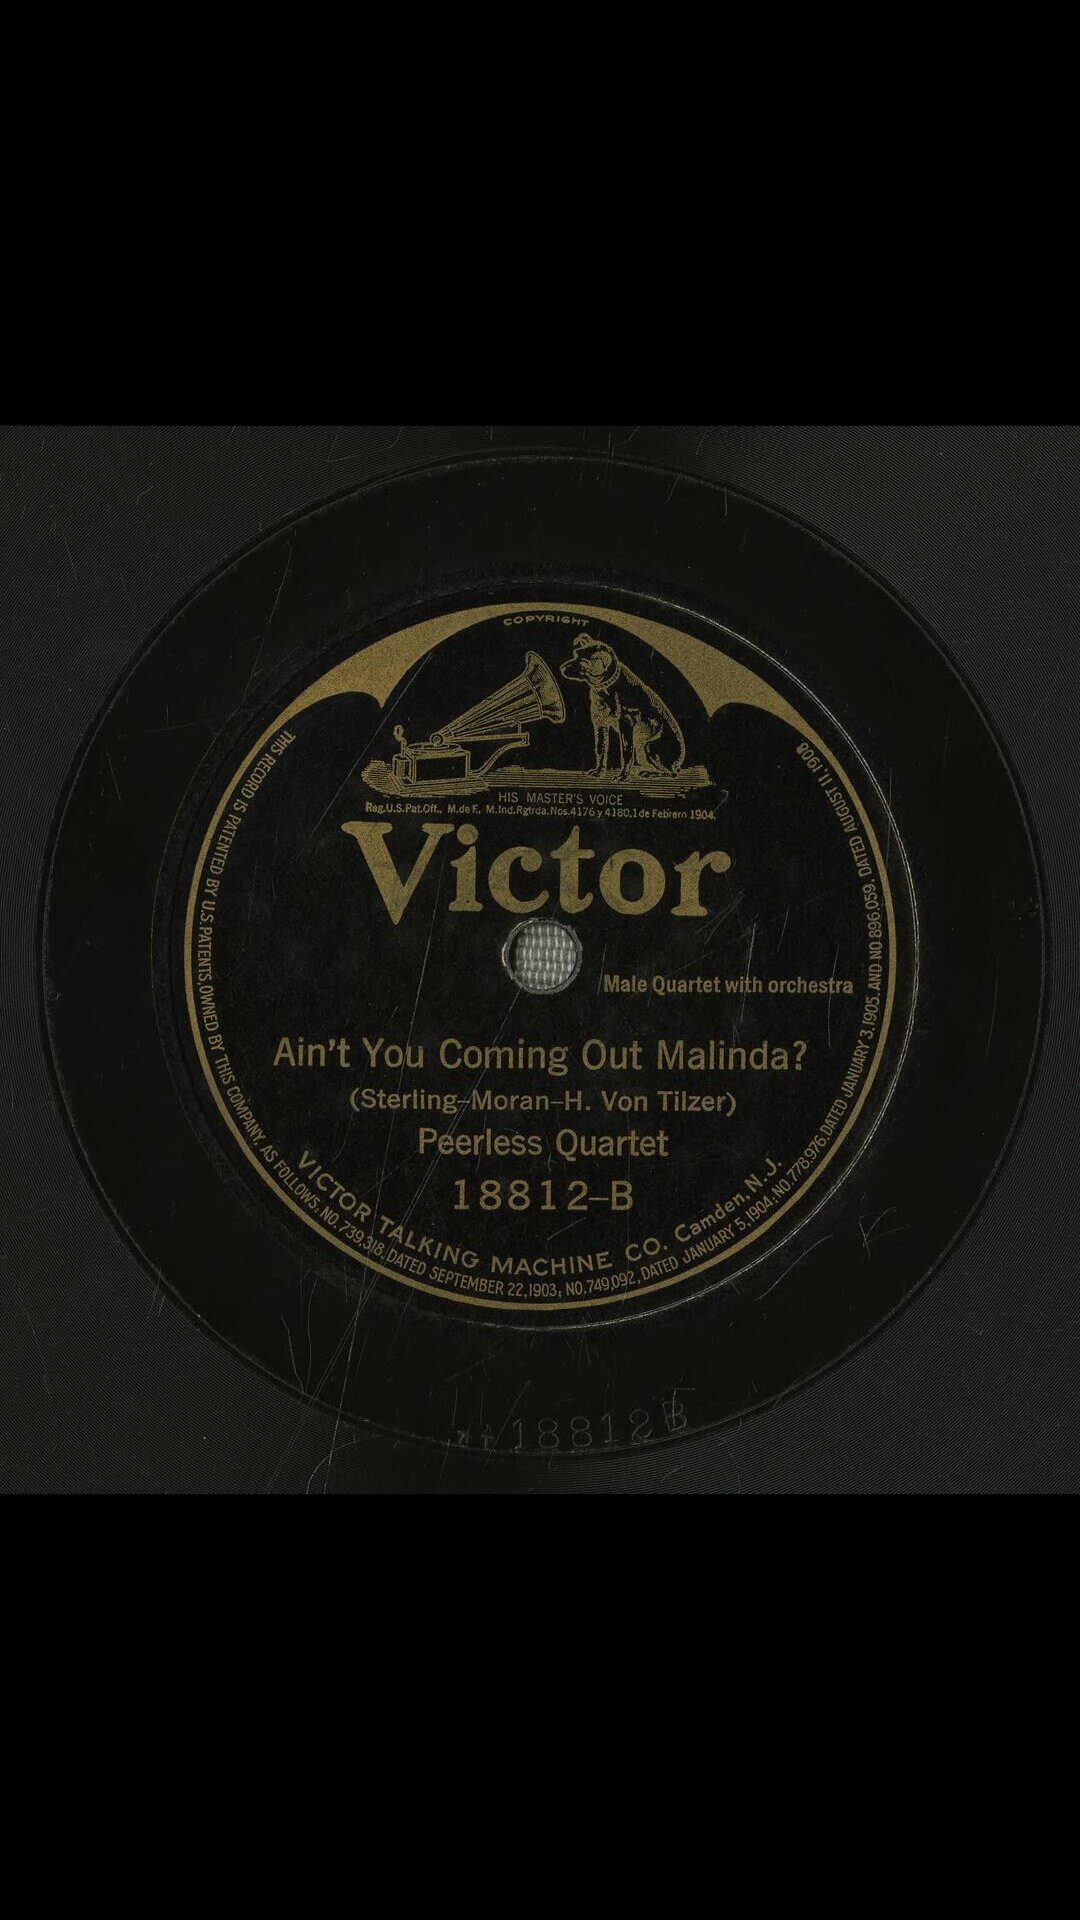 COPYRIGHT
HIS MASTER'S VOICE
Reg.U.S.Pat.Off., M.de F., M.Ind.Rgtrda.Nos.4176 y 4180,1 de Febrero 1904.
Victor
Male Quartet with orchestra
Ain't You Coming Out Malinda?
(Sterling-Moran-H. Von Tilzer)
Peerless Quartet
18812-B
VICTOR TALKING MACHINE CO. Camden, N. J.
THIS RECORD IS PATENTED BY U.S. PATENTS, OWNED BY THIS COMPANY, AS FOLLOWS: NO. 739,318, DATED SEPTEMBER 22, 1903; NO. 749,092, DATED JANUARY 5, 1904; NO. 778,976, DATED JANUARY 3, 1905, AND NO 896,059, DATED AUGUST 11, 1908
18812B